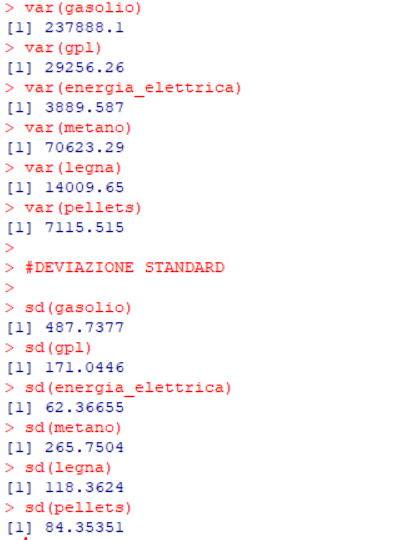 > var(gasolio)
[1] 237888.1
> var(gpl)
[1] 29256.26
> var(energia_elettrica)
[1] 3889.587
> var(metano)
[1] 70623.29
> var(legna)
[1] 14009.65
> var(pellets)
[1] 7115.515
>
> #DEVIAZIONE STANDARD
>
> sd(gasolio)
[1] 487.7377
> sd(gpl)
[1] 171.0446
> sd(energia_elettrica)
[1] 62.36655
> sd(metano)
[1] 265.7504
> sd(legna)
[1] 118.3624
> sd(pellets)
[1] 84.35351